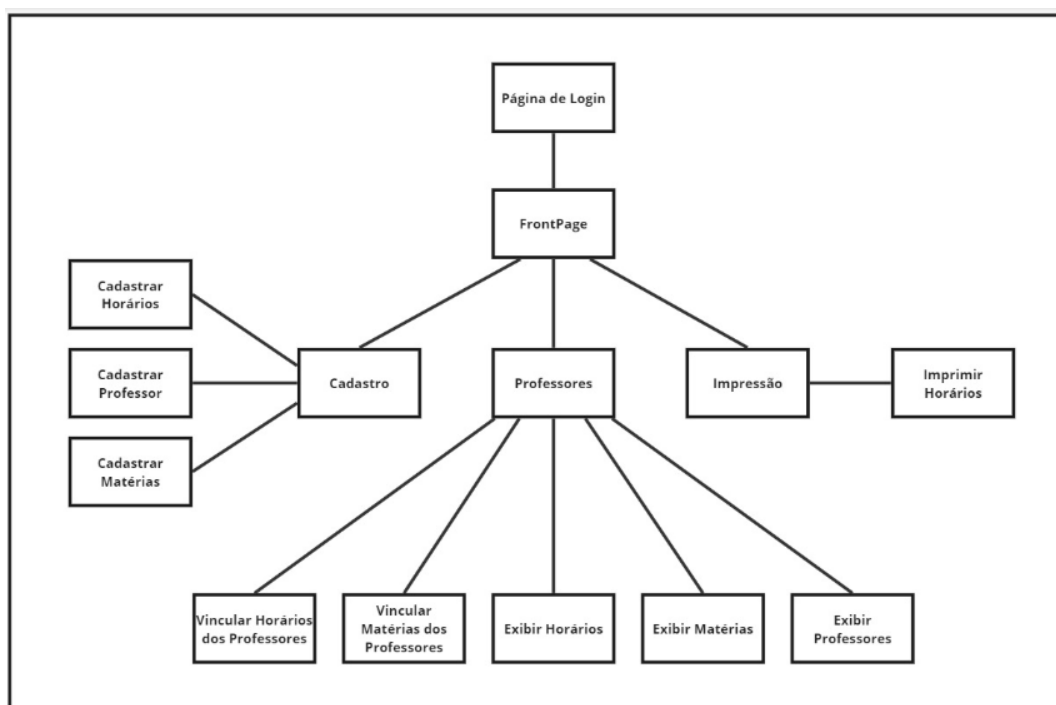 Página de Login
FrontPage
Cadastrar
Horários
Cadastrar
Professor
Cadastrar
Matérias
Cadastro
Professores
Impressão
Imprimir
Horários
Vincular Horários
dos Professores
Vincular
Matérias dos
Professores
Exibir Horários
Exibir Matérias
Exibir
Professores